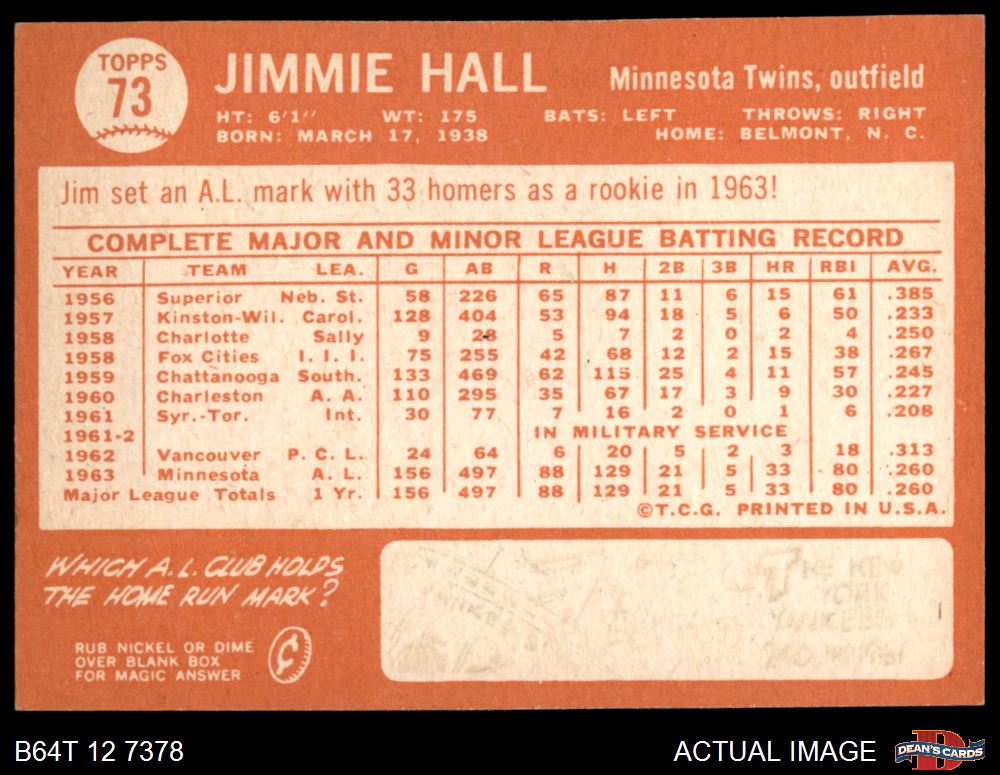 TOPPS
73
JIMMIE HALL
Minnesota Twins, outfield
HT: 6'1" WT: 175 BATS: LEFT THROWS: RIGHT
BORN: MARCH 17, 1938 HOME: BELMONT, N. C.
Jim set an A.L. mark with 33 homers as a rookie in 1963!
COMPLETE MAJOR AND MINOR LEAGUE BATTING RECORD
YEAR TEAM LEA. G AB R H 2B 3B HR RBI AVG.
1956 Superior Neb. St. 58 226 65 87 11 6 15 61 .385
1957 Kinston-Wil. Carol. 128 404 53 94 18 5 6 50 .233
1958 Charlotte Sally 9 28 5 7 2 0 2 4 .250
1958 Fox Cities I. I. I. 75 255 42 68 12 2 15 38 .267
1959 Chattanooga South. 133 469 62 115 25 4 11 57 .245
1960 Charleston A. A. 110 295 35 67 17 3 9 30 .227
1961 Syr.-Tor. Int. 30 77 7 16 2 0 1 6 .208
1961-2 IN MILITARY SERVICE
1962 Vancouver P. C. L. 24 64 6 20 5 2 3 18 .313
1963 Minnesota A. L. 156 497 88 129 21 5 33 80 .260
Major League Totals 1 Yr. 156 497 88 129 21 5 33 80 .260
©T.C.G. PRINTED IN U.S.A.
WHICH A. L. CLUB HOLDS
THE HOME RUN MARK?
THE NEW
YORK
YANKEES
RUB NICKEL OR DIME
OVER BLANK BOX
FOR MAGIC ANSWER
¢
B64T 12 7378
ACTUAL IMAGE
D
DEAN'S CARDS